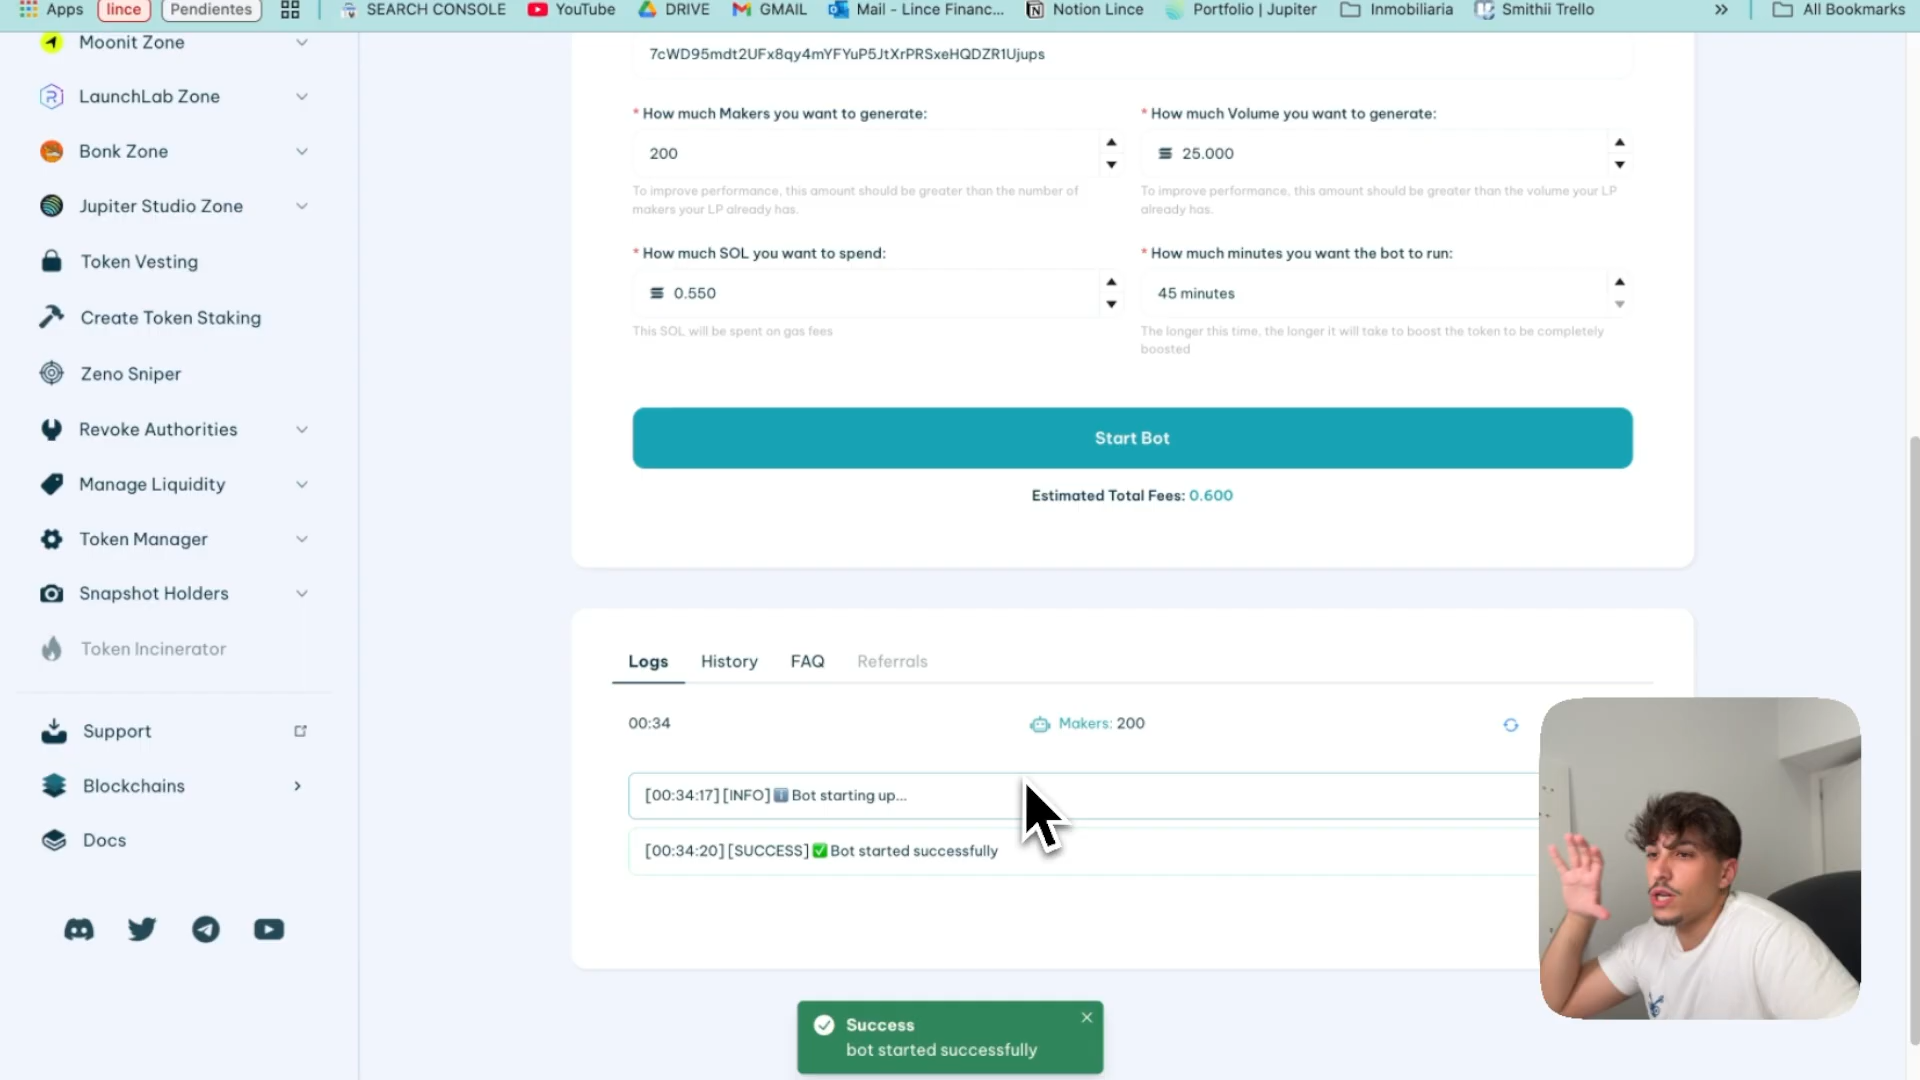 Apps
lince
Pendientes
SEARCH CONSOLE
YouTube
DRIVE
GMAIL
Mail - Lince Financ...
Notion Lince
Portfolio | Jupiter
Inmobiliaria
Smithii Trello
»
All Bookmarks
Moonit Zone
LaunchLab Zone
Bonk Zone
Jupiter Studio Zone
Token Vesting
Create Token Staking
Zeno Sniper
Revoke Authorities
Manage Liquidity
Token Manager
Snapshot Holders
Token Incinerator
Support
Blockchains
Docs
7cWD95mdt2UFx8qy4mYFYuP5JtXrPRSxeHQDZR1Ujups
* How much Makers you want to generate:
200
To improve performance, this amount should be greater than the number of
makers your LP already has.
* How much Volume you want to generate:
25.000
To improve performance, this amount should be greater than the volume your LP
already has.
* How much SOL you want to spend:
0.550
This SOL will be spent on gas fees
* How much minutes you want the bot to run:
45 minutes
The longer this time, the longer it will take to boost the token to be completely
boosted
Start Bot
Estimated Total Fees: 0.600
Logs
History
FAQ
Referrals
00:34
Makers: 200
[00:34:17] [INFO] ℹ️ Bot starting up...
[00:34:20] [SUCCESS] ✅ Bot started successfully
Success
bot started successfully